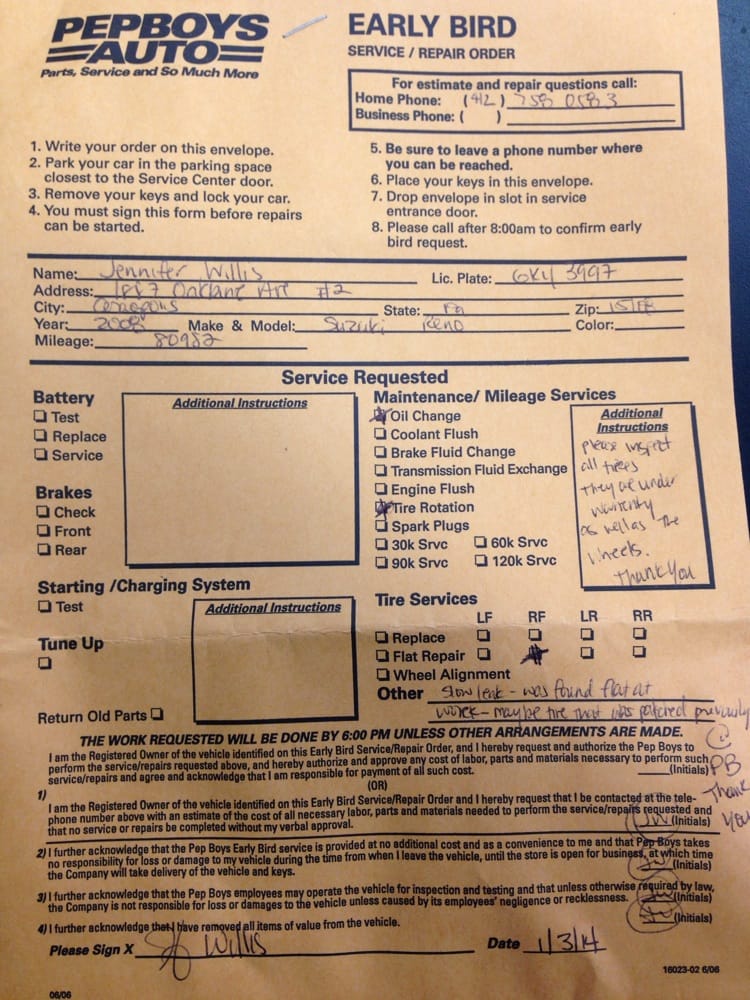 PEPBOYS
AUTO
Parts, Service and So Much More
EARLY BIRD
SERVICE / REPAIR ORDER
For estimate and repair questions call:
Home Phone: (412) 758 0583
Business Phone: ( )
1. Write your order on this envelope.
2. Park your car in the parking space
closest to the Service Center door.
3. Remove your keys and lock your car.
4. You must sign this form before repairs
can be started.
5. Be sure to leave a phone number where
you can be reached.
6. Place your keys in this envelope.
7. Drop envelope in slot in service
entrance door.
8. Please call after 8:00am to confirm early
bird request.
Name: Jennifer Willis Lic. Plate: GKY 3997
Address: Oaklane #2
City: State: Pa Zip:
Year: 2008 Make & Model: Suzuki Reno Color:
Mileage: 80982
Service Requested
Battery
Test
Replace
Service
Additional Instructions
Brakes
Check
Front
Rear
Maintenance/ Mileage Services
Oil Change
Coolant Flush
Brake Fluid Change
Transmission Fluid Exchange
Engine Flush
Tire Rotation
Spark Plugs
30k Srvc 60k Srvc
90k Srvc 120k Srvc
Additional
Instructions
please inspect
all tires
they are under
warrenty
as well as the
wheels.
Thank You
Starting /Charging System
Test
Additional Instructions
Tune Up
Return Old Parts
Tire Services
LF RF LR RR
Replace
Flat Repair
Wheel Alignment
Other slow leak - was found flat at
work - maybe tire that was patched previously
@ PB
Thank
You
THE WORK REQUESTED WILL BE DONE BY 6:00 PM UNLESS OTHER ARRANGEMENTS ARE MADE.
I am the Registered Owner of the vehicle identified on this Early Bird Service/Repair Order, and I hereby request and authorize the Pep Boys to
perform the service/repairs requested above, and hereby authorize and approve any cost of labor, parts and materials necessary to perform such
service/repairs and agree and acknowledge that I am responsible for payment of all such cost. (Initials)
1) (OR)
I am the Registered Owner of the vehicle identified on this Early Bird Service/Repair Order and I hereby request that I be contacted at the tele-
phone number above with an estimate of the cost of all necessary labor, parts and materials needed to perform the service/repairs requested and
that no service or repairs be completed without my verbal approval. JW (Initials)
2) I further acknowledge that the Pep Boys Early Bird service is provided at no additional cost and as a convenience to me and that Pep Boys takes
no responsibility for loss or damage to my vehicle during the time from when I leave the vehicle, until the store is open for business, at which time
the Company will take delivery of the vehicle and keys. JW (Initials)
3) I further acknowledge that the Pep Boys employees may operate the vehicle for inspection and testing and that unless otherwise required by law,
the Company is not responsible for loss or damages to the vehicle unless caused by its employees' negligence or recklessness. JW (Initials)
4) I further acknowledge that I have removed all items of value from the vehicle. JW (Initials)
Please Sign X Willis Date 1/3/14
16023-02 6/06
06/06